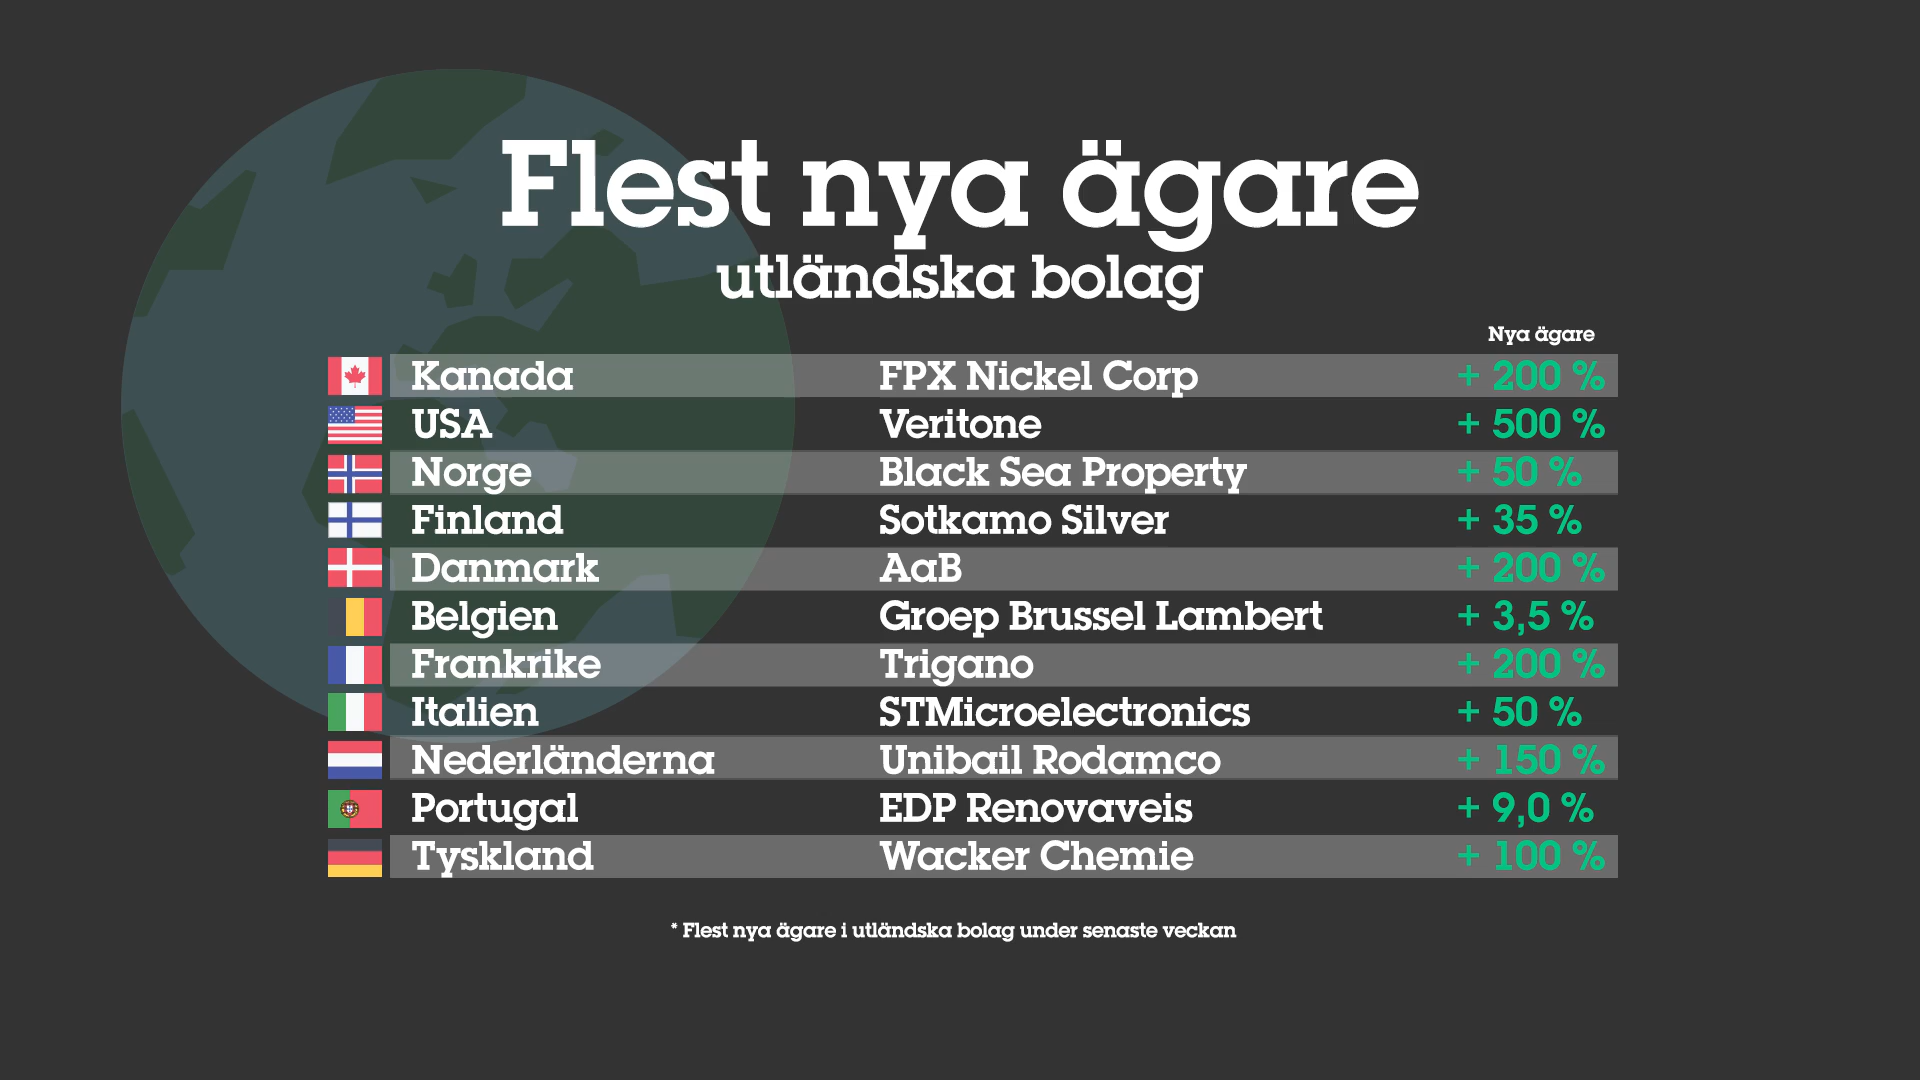 Flest nya ägare
utländska bolag
Nya ägare
Kanada FPX Nickel Corp + 200 %
USA Veritone + 500 %
Norge Black Sea Property + 50 %
Finland Sotkamo Silver + 35 %
Danmark AaB + 200 %
Belgien Groep Brussel Lambert + 3,5 %
Frankrike Trigano + 200 %
Italien STMicroelectronics + 50 %
Nederländerna Unibail Rodamco + 150 %
Portugal EDP Renovaveis + 9,0 %
Tyskland Wacker Chemie + 100 %
* Flest nya ägare i utländska bolag under senaste veckan